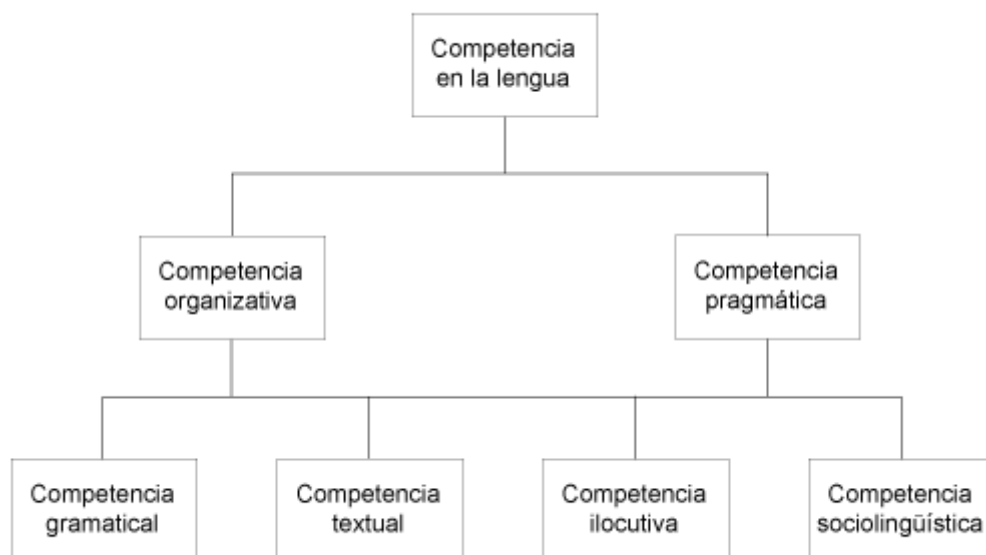 Competencia
en la lengua
Competencia
organizativa
Competencia
pragmática
Competencia
gramatical
Competencia
textual
Competencia
ilocutiva
Competencia
sociolingüística